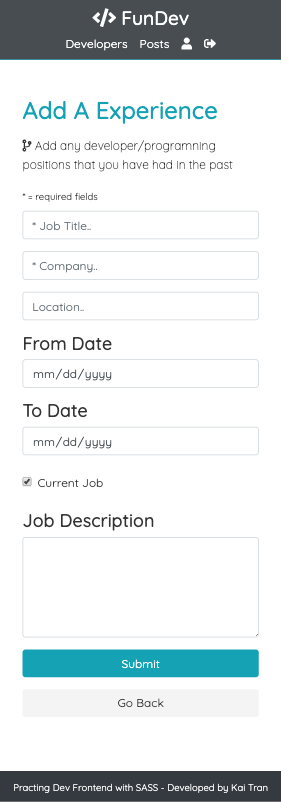 FunDev
Developers Posts
Add A Experience
Add any developer/programming
positions that you have had in the past
* = required fields
* Job Title..
* Company..
Location..
From Date
mm/dd/yyyy
To Date
mm/dd/yyyy
Current Job
Job Description
Submit
Go Back
Practing Dev Frontend with SASS - Developed by Kai Tran